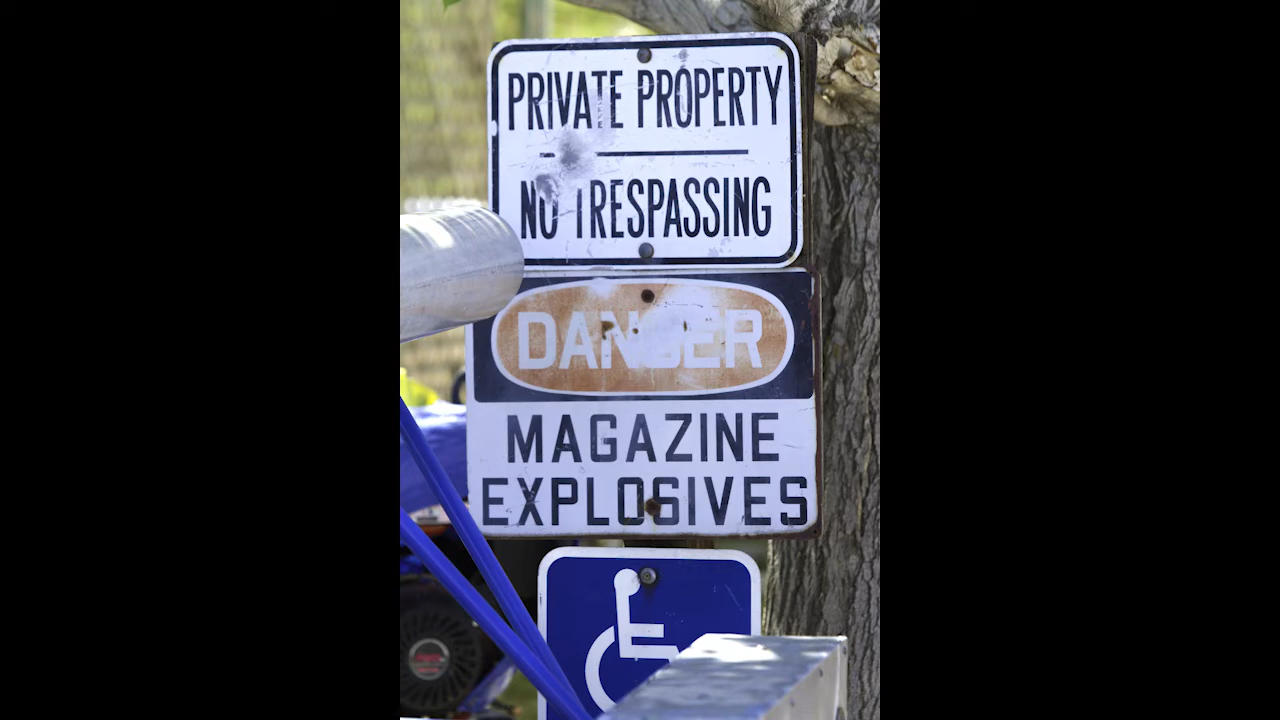 PRIVATE PROPERTY
NO TRESPASSING
DANGER
MAGAZINE
EXPLOSIVES